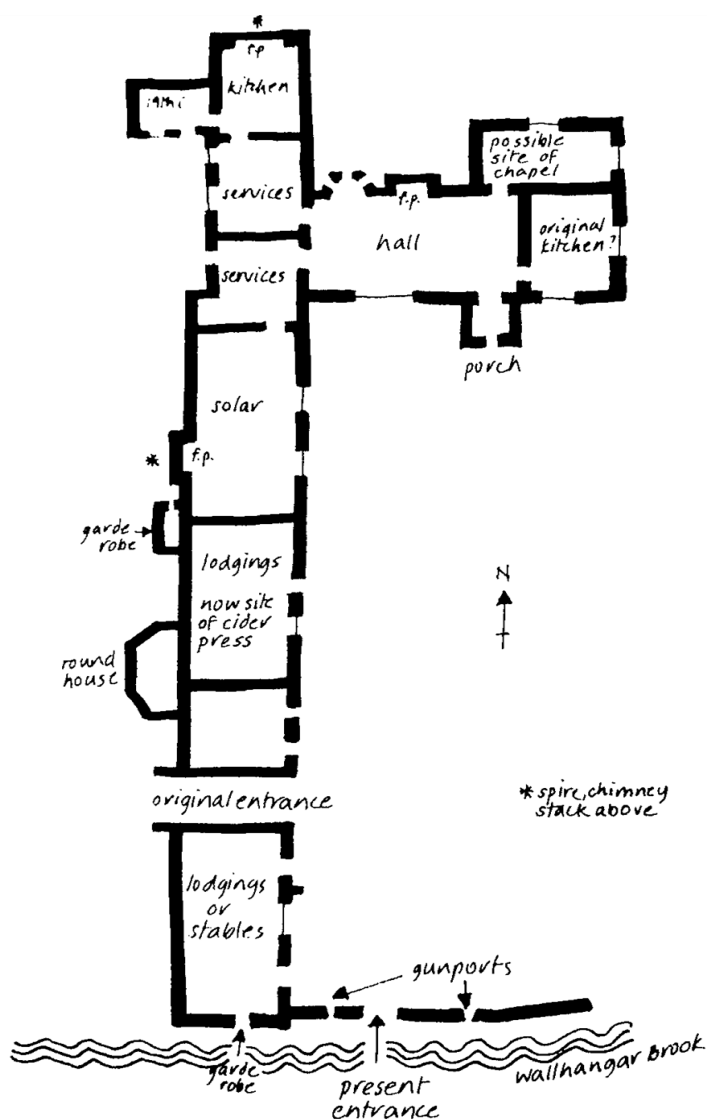 *
f.p.
kitchen
19th c
possible
site of
chapel
services
f.p.
hall
original
kitchen?
services
porch
solar
*
f.p.
garde
robe
lodgings
now site
of cider
press
N
round
house
original entrance
*spire, chimney
stack above
lodgings
or
stables
gunports
garde
robe
present
entrance
Wallhangar Brook